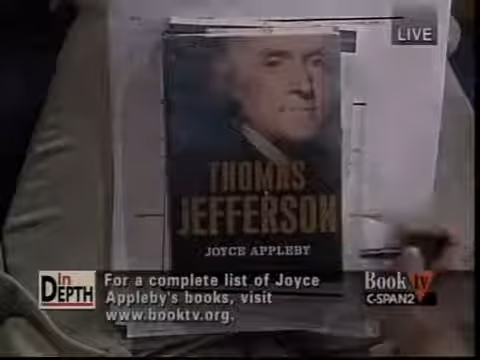 LIVE
THOMAS
JEFFERSON
JOYCE APPLEBY
in
DEPTH
For a complete list of Joyce
Appleby's books, visit
www.booktv.org.
Book tv
C-SPAN2